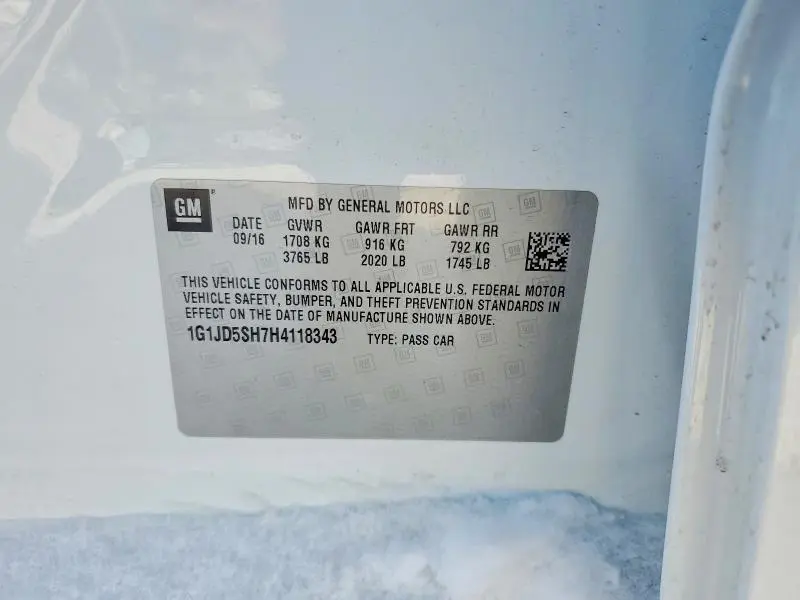 GM ®
MFD BY GENERAL MOTORS LLC
DATE GVWR GAWR FRT GAWR RR
09/16 1708 KG 916 KG 792 KG
3765 LB 2020 LB 1745 LB
THIS VEHICLE CONFORMS TO ALL APPLICABLE U.S. FEDERAL MOTOR
VEHICLE SAFETY, BUMPER, AND THEFT PREVENTION STANDARDS IN
EFFECT ON THE DATE OF MANUFACTURE SHOWN ABOVE.
1G1JD5SH7H4118343 TYPE: PASS CAR